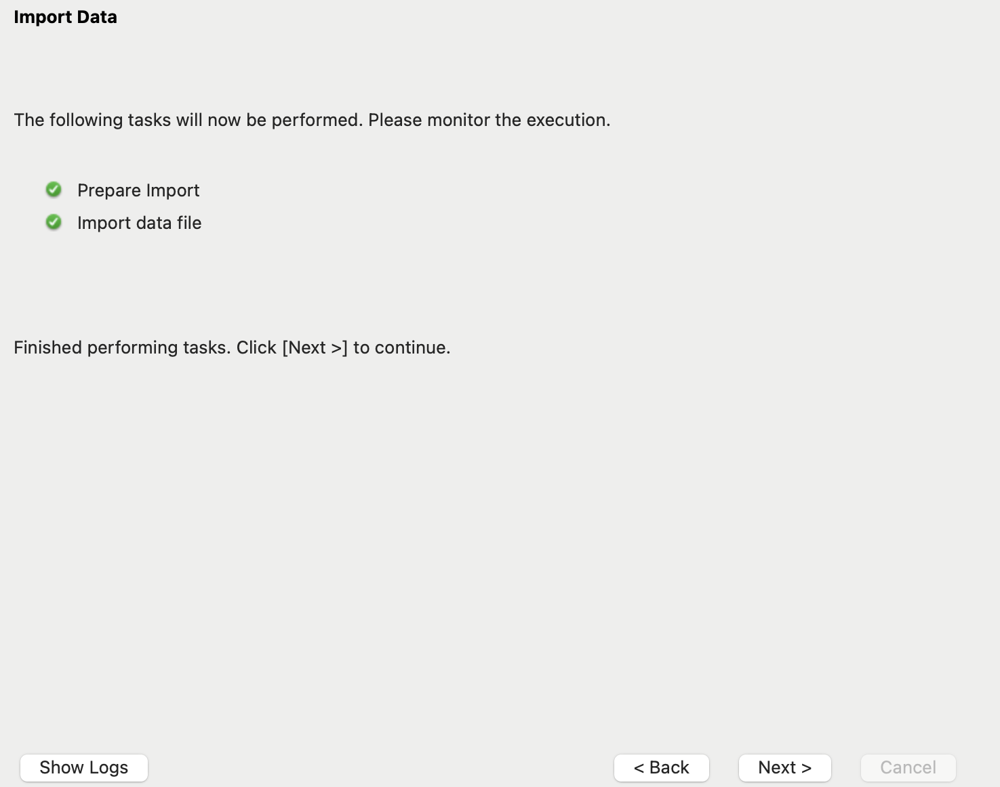 Import Data
The following tasks will now be performed. Please monitor the execution.
Prepare Import
Import data file
Finished performing tasks. Click [Next >] to continue.
Show Logs
< Back
Next >
Cancel